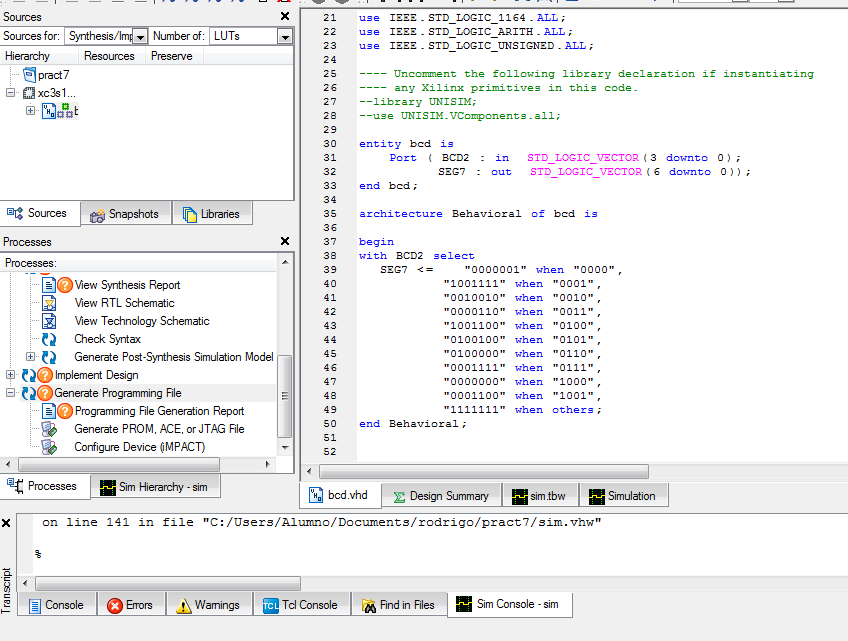 Sources
Sources for: Synthesis/Imp Number of: LUTs
Hierarchy Resources Preserve
pract7
xc3s1...
Sources Snapshots Libraries
Processes
Processes:
View Synthesis Report
View RTL Schematic
View Technology Schematic
Check Syntax
Generate Post-Synthesis Simulation Model
Implement Design
Generate Programming File
Programming File Generation Report
Generate PROM, ACE, or JTAG File
Configure Device (iMPACT)
Processes Sim Hierarchy - sim
21 use IEEE.STD_LOGIC_1164.ALL;
22 use IEEE.STD_LOGIC_ARITH.ALL;
23 use IEEE.STD_LOGIC_UNSIGNED.ALL;
24
25 ---- Uncomment the following library declaration if instantiating
26 ---- any Xilinx primitives in this code.
27 --library UNISIM;
28 --use UNISIM.VComponents.all;
29
30 entity bcd is
31 Port ( BCD2 : in STD_LOGIC_VECTOR(3 downto 0);
32 SEG7 : out STD_LOGIC_VECTOR(6 downto 0));
33 end bcd;
34
35 architecture Behavioral of bcd is
36
37 begin
38 with BCD2 select
39 SEG7 <= "0000001" when "0000",
40 "1001111" when "0001",
41 "0010010" when "0010",
42 "0000110" when "0011",
43 "1001100" when "0100",
44 "0100100" when "0101",
45 "0100000" when "0110",
46 "0001111" when "0111",
47 "0000000" when "1000",
48 "0001100" when "1001",
49 "1111111" when others;
50 end Behavioral;
51
52
bcd.vhd Design Summary sim.tbw Simulation
on line 141 in file "C:/Users/Alumno/Documents/rodrigo/pract7/sim.vhw"
%
Transcript
Console Errors Warnings Tcl Console Find in Files Sim Console - sim